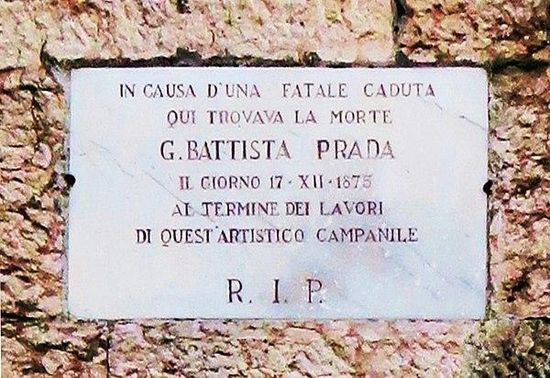 IN CAUSA D'UNA FATALE CADUTA
QUI TROVAVA LA MORTE
G. BATTISTA PRADA
IL GIORNO 17 · XII · 1875
AL TERMINE DEI LAVORI
DI QUEST'ARTISTICO CAMPANILE
R. I. P.